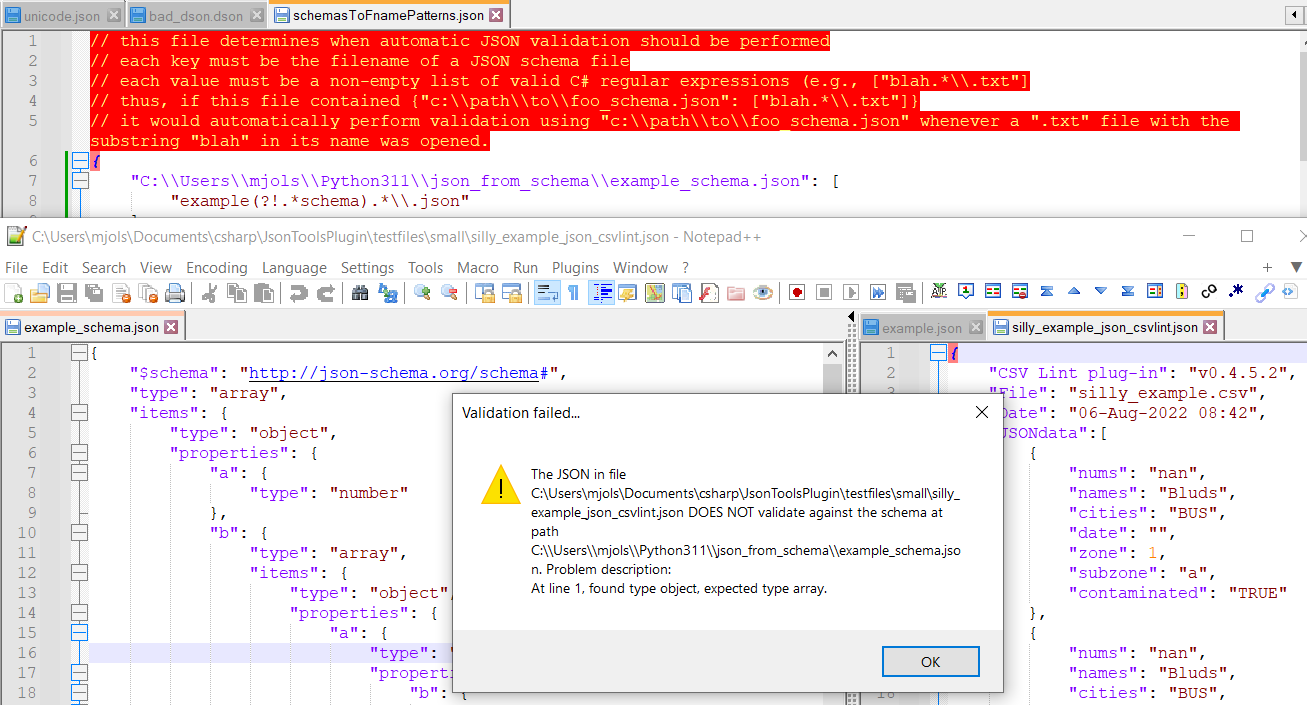 unicode.json bad_dson.dson schemasToFnamePatterns.json
1 // this file determines when automatic JSON validation should be performed
2 // each key must be the filename of a JSON schema file
3 // each value must be a non-empty list of valid C# regular expressions (e.g., ["blah.*\\.txt"]
4 // thus, if this file contained {"c:\\path\\to\\foo_schema.json": ["blah.*\\.txt"]}
5 // it would automatically perform validation using "c:\\path\\to\\foo_schema.json" whenever a ".txt" file with the
substring "blah" in its name was opened.
6 {
7 "C:\\Users\\mjols\\Python311\\json_from_schema\\example_schema.json": [
8 "example(?!.*schema).*\\.json"
C:\Users\mjols\Documents\csharp\JsonToolsPlugin\testfiles\small\silly_example_json_csvlint.json - Notepad++
File Edit Search View Encoding Language Settings Tools Macro Run Plugins Window ?
example_schema.json
1 {
2 "$schema": "http://json-schema.org/schema#",
3 "type": "array",
4 "items": {
5 "type": "object",
6 "properties": {
7 "a": {
8 "type": "number"
9 },
10 "b": {
11 "type": "array",
12 "items": {
13 "type": "object",
14 "properties": {
15 "a": {
16 "type": "
17 "propert
18 "b": {
example.json silly_example_json_csvlint.json
1 {
2 "CSV Lint plug-in": "v0.4.5.2",
3 "File": "silly_example.csv",
Date": "06-Aug-2022 08:42",
JSONdata":[
{
"nums": "nan",
"names": "Bluds",
"cities": "BUS",
"date": "",
"zone": 1,
"subzone": "a",
"contaminated": "TRUE"
},
{
"nums": "nan",
"names": "Bluds",
18 "cities": "BUS",
Validation failed...
The JSON in file
C:\Users\mjols\Documents\csharp\JsonToolsPlugin\testfiles\small\silly_
example_json_csvlint.json DOES NOT validate against the schema at
path
C:\\Users\\mjols\\Python311\\json_from_schema\\example_schema.jso
n. Problem description:
At line 1, found type object, expected type array.
OK